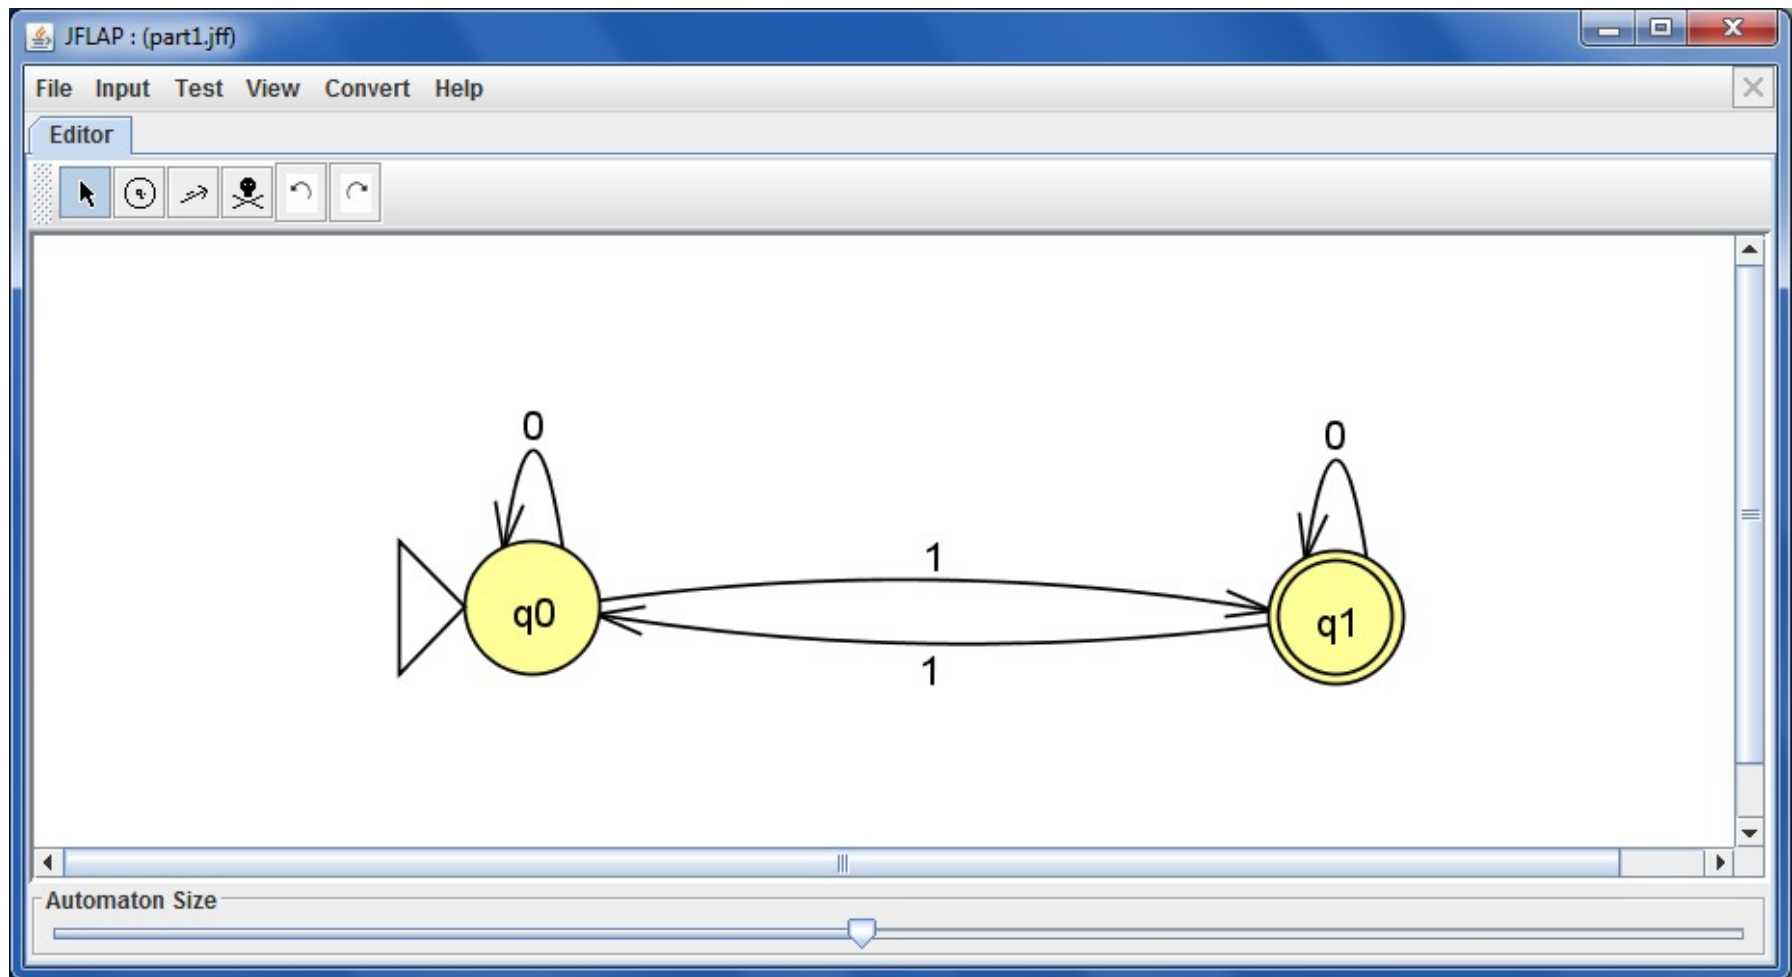 JFLAP : (part1.jff)
File Input Test View Convert Help
Editor
q
0
0
1
q0
q1
1
Automaton Size